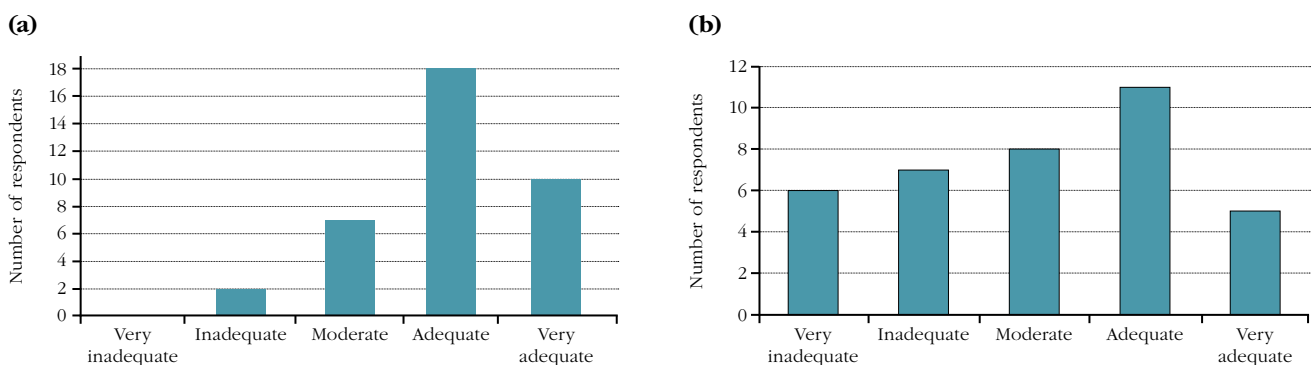 (a)
Number of respondents
18
16
14
12
10
8
6
4
2
0
Very
inadequate
Inadequate
Moderate
Adequate
Very
adequate
(b)
Number of respondents
12
10
8
6
4
2
0
Very
inadequate
Inadequate
Moderate
Adequate
Very
adequate